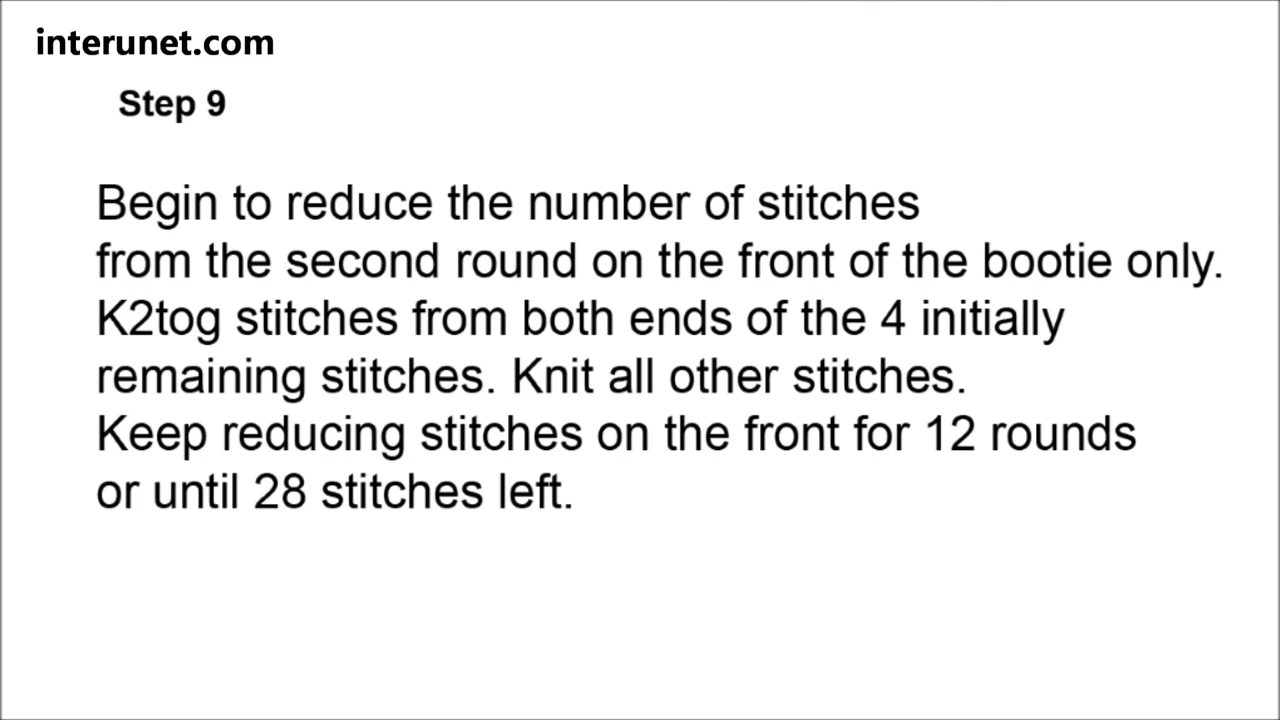 interunet.com
Step 9
Begin to reduce the number of stitches
from the second round on the front of the bootie only.
K2tog stitches from both ends of the 4 initially
remaining stitches. Knit all other stitches.
Keep reducing stitches on the front for 12 rounds
or until 28 stitches left.